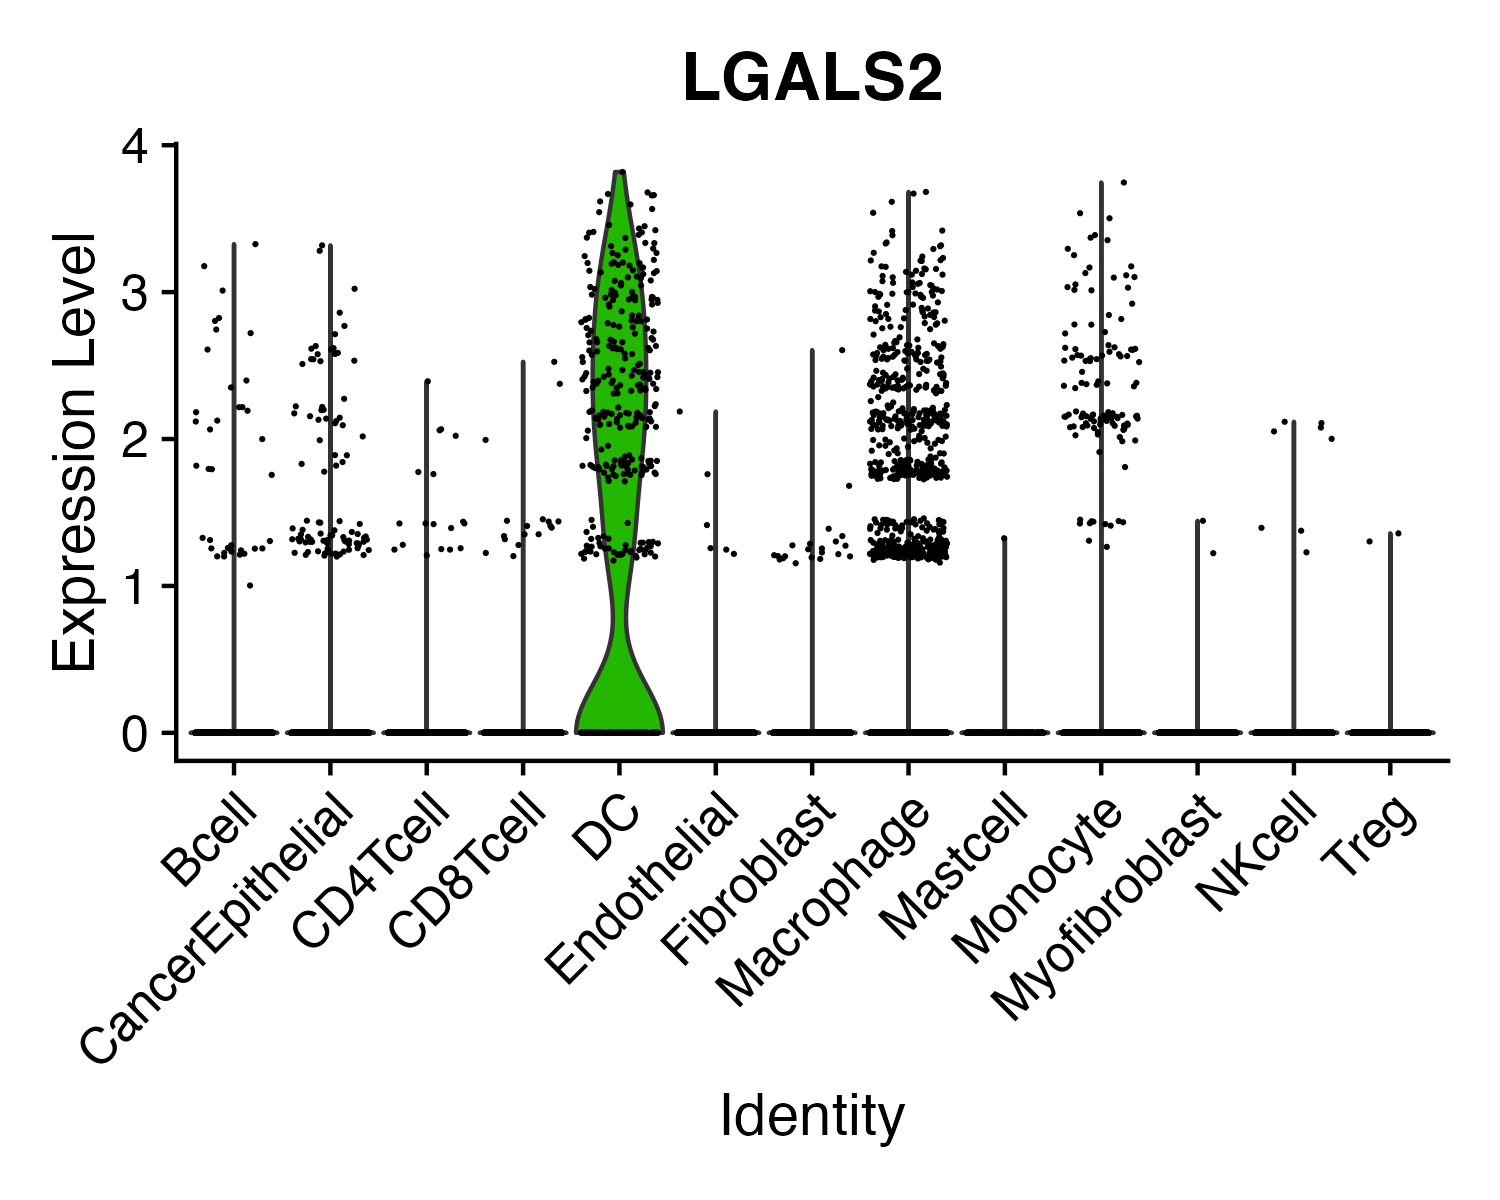 LGALS2
Expression Level
4
3
2
1
0
Bcell
CancerEpithelial
CD4Tcell
CD8Tcell
DC
Endothelial
Fibroblast
Macrophage
Mastcell
Monocyte
Myofibroblast
NKcell
Treg
Identity